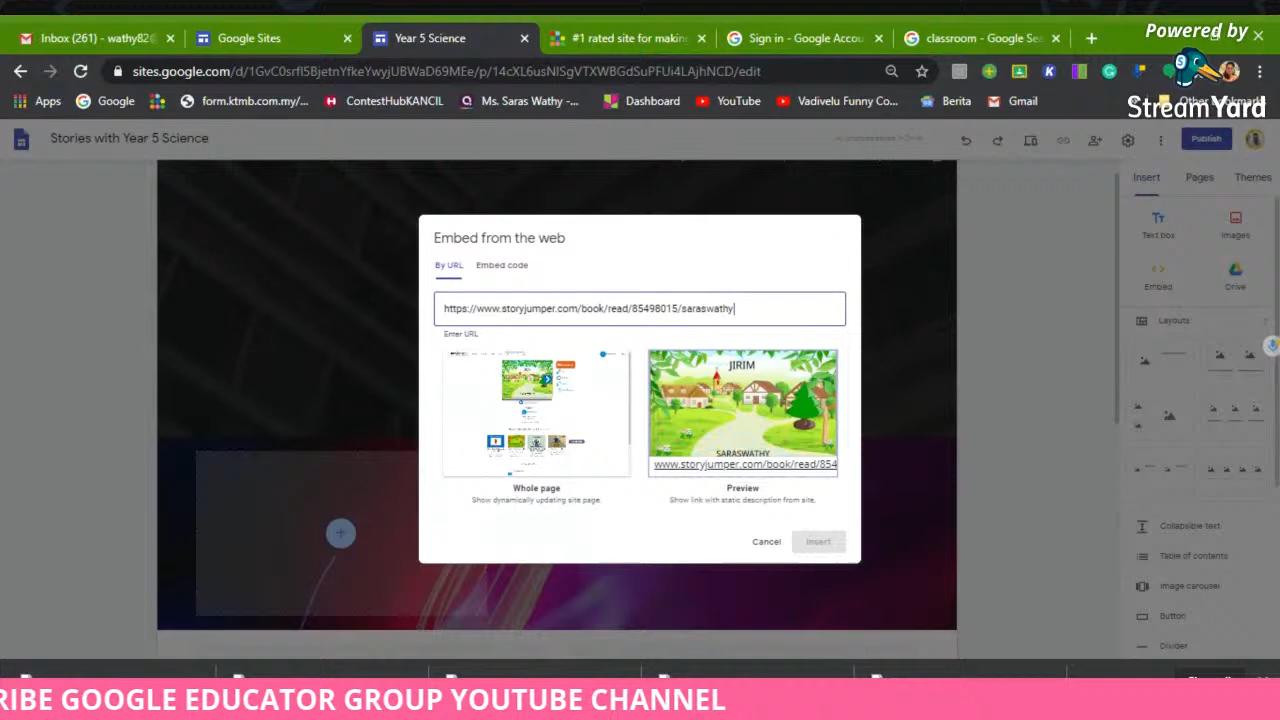 Inbox (261) - wathy82@
Google Sites
Year 5 Science
#1 rated site for makin
Sign in - Google Accou
classroom - Google Sea
Powered by
StreamYard
sites.google.com/d/1GvC0srfI5BjetnYfkeYwyjUBWaD69MEe/p/14cXL6usNISgVTXWBGdSuPFUi4LAjhNCD/edit
Apps
Google
form.ktmb.com.my/...
ContestHubKANCIL
Ms. Saras Wathy -...
Dashboard
YouTube
Vadivelu Funny Co...
Berita
Gmail
Other bookmarks
Stories with Year 5 Science
Publish
Insert
Pages
Themes
Text box
Images
Embed
Drive
Layouts
Collapsible text
Table of contents
Image carousel
Button
Divider
Embed from the web
By URL
Embed code
https://www.storyjumper.com/book/read/85498015/saraswathy
Enter URL
JIRIM
SARASWATHY
www.storyjumper.com/book/read/854
Whole page
Show dynamically updating site page.
Preview
Show link with static description from site.
Cancel
Insert
RIBE GOOGLE EDUCATOR GROUP YOUTUBE CHANNEL